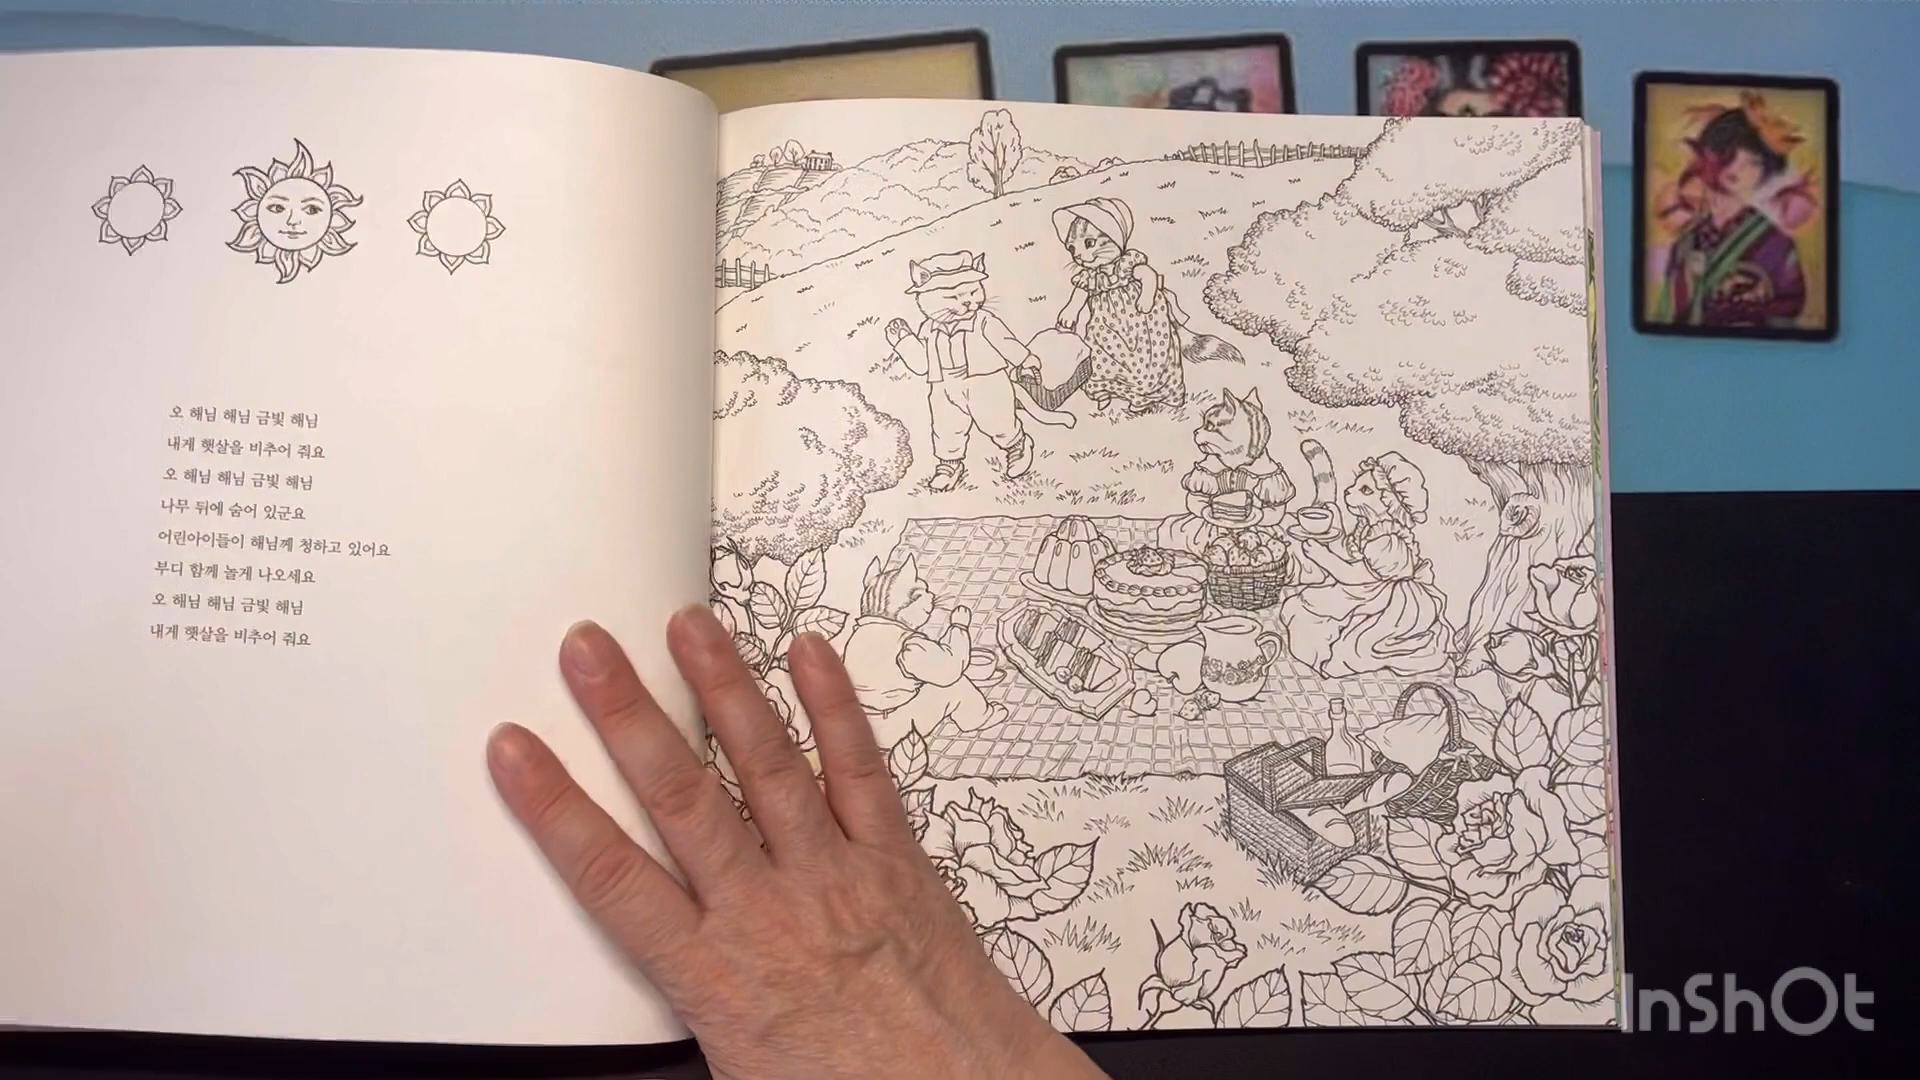 오 해님 해님 금빛 해님
내게 햇살을 비추어 줘요
오 해님 해님 금빛 해님
나무 뒤에 숨어 있군요
어린아이들이 해님께 청하고 있어요
부디 함께 놀게 나오세요
오 해님 해님 금빛 해님
내게 햇살을 비추어 줘요
InShOt